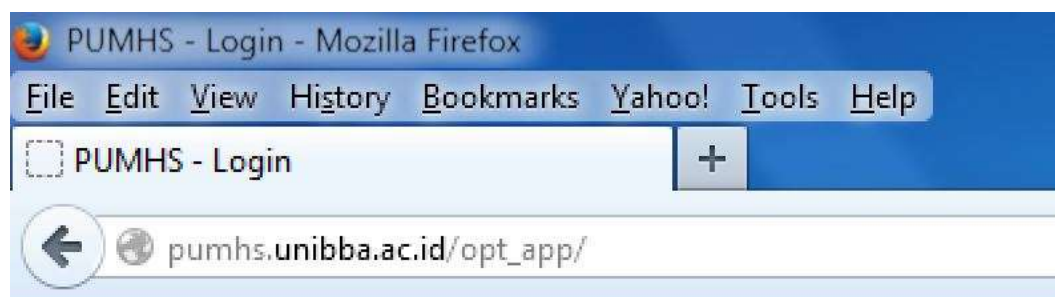 PUMHS - Login - Mozilla Firefox
File Edit View History Bookmarks Yahoo! Tools Help
PUMHS - Login +
pumhs.unibba.ac.id/opt_app/